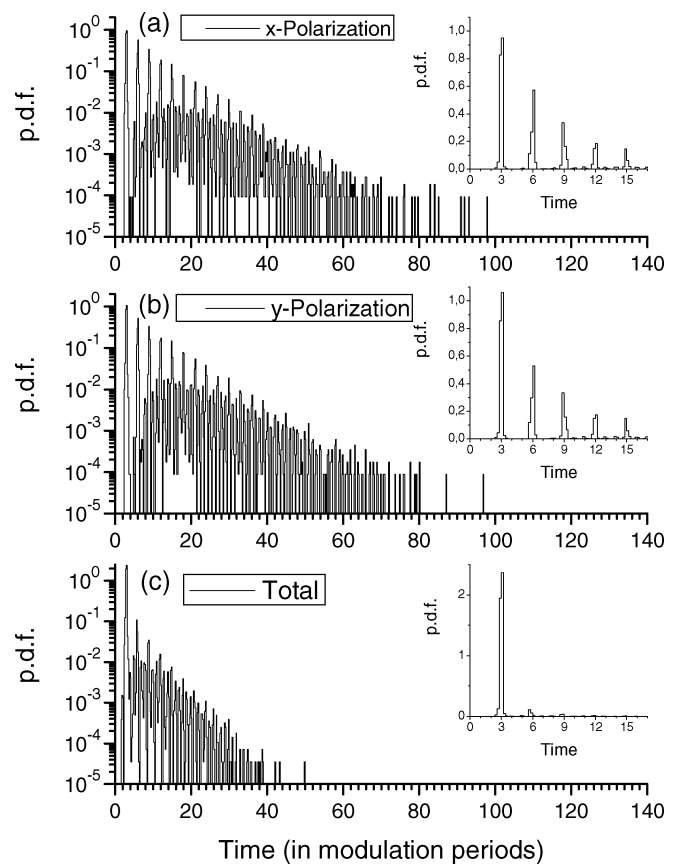 (a) x-Polarization
p.d.f.
10^0
10^-1
10^-2
10^-3
10^-4
10^-5
0 20 40 60 80 100 120 140
p.d.f.
1,0
0,8
0,6
0,4
0,2
0,0
0 3 6 9 12 15
Time
(b) y-Polarization
p.d.f.
10^0
10^-1
10^-2
10^-3
10^-4
10^-5
0 20 40 60 80 100 120 140
p.d.f.
1,0
0,8
0,6
0,4
0,2
0,0
0 3 6 9 12 15
Time
(c) Total
p.d.f.
10^0
10^-1
10^-2
10^-3
10^-4
10^-5
0 20 40 60 80 100 120 140
p.d.f.
2
1
0
0 3 6 9 12 15
Time
Time (in modulation periods)